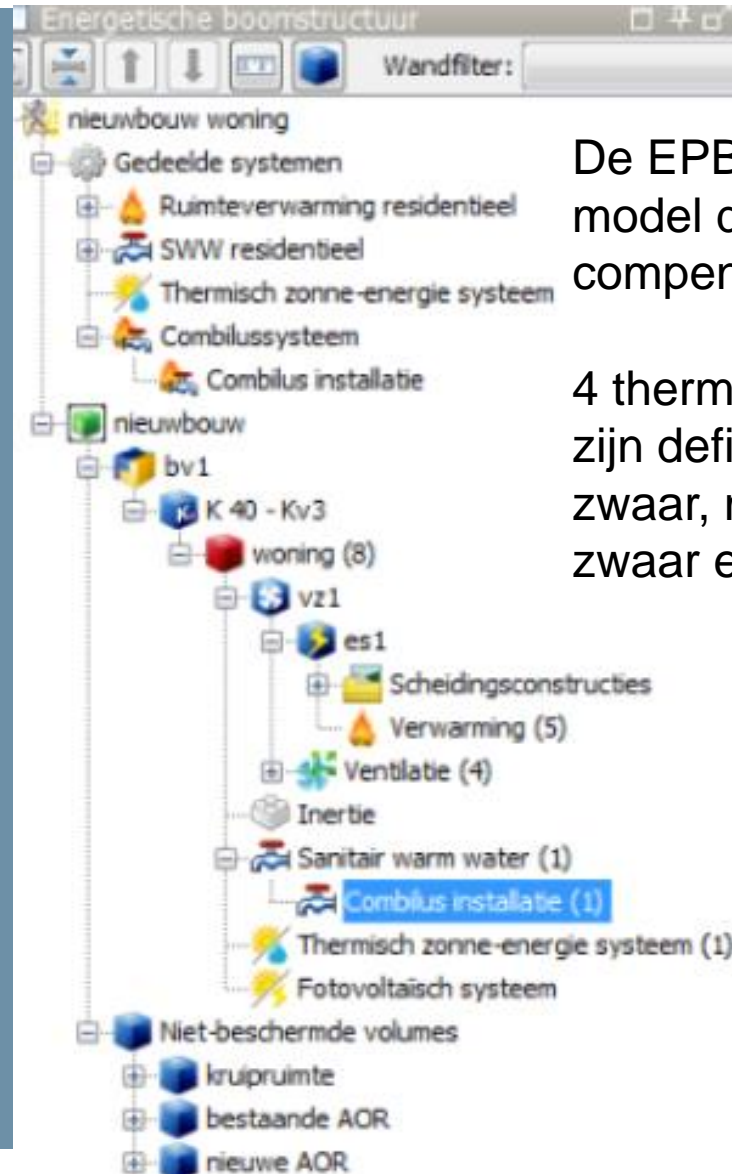 Energetische boomstructuur
Wandfilter:
nieuwbouw woning
Gedeelde systemen
Ruimteverwarming residentieel
SWW residentieel
Thermisch zonne-energie systeem
Combilussysteem
Combilus installatie
nieuwbouw
bv1
K 40 - Kv3
woning (8)
vz1
es1
Scheidingsconstructies
Verwarming (5)
Ventilatie (4)
Inertie
Sanitair warm water (1)
Combilus installatie (1)
Thermisch zonne-energie systeem (1)
Fotovoltaïsch systeem
Niet-beschermde volumes
kruipruimte
bestaande AOR
nieuwe AOR
De EPB
model
compen
4 therm
zijn defi
zwaar,
zwaar e